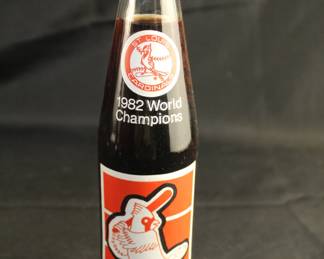 ST. LOUIS
CARDINALS
1982 World
Champions